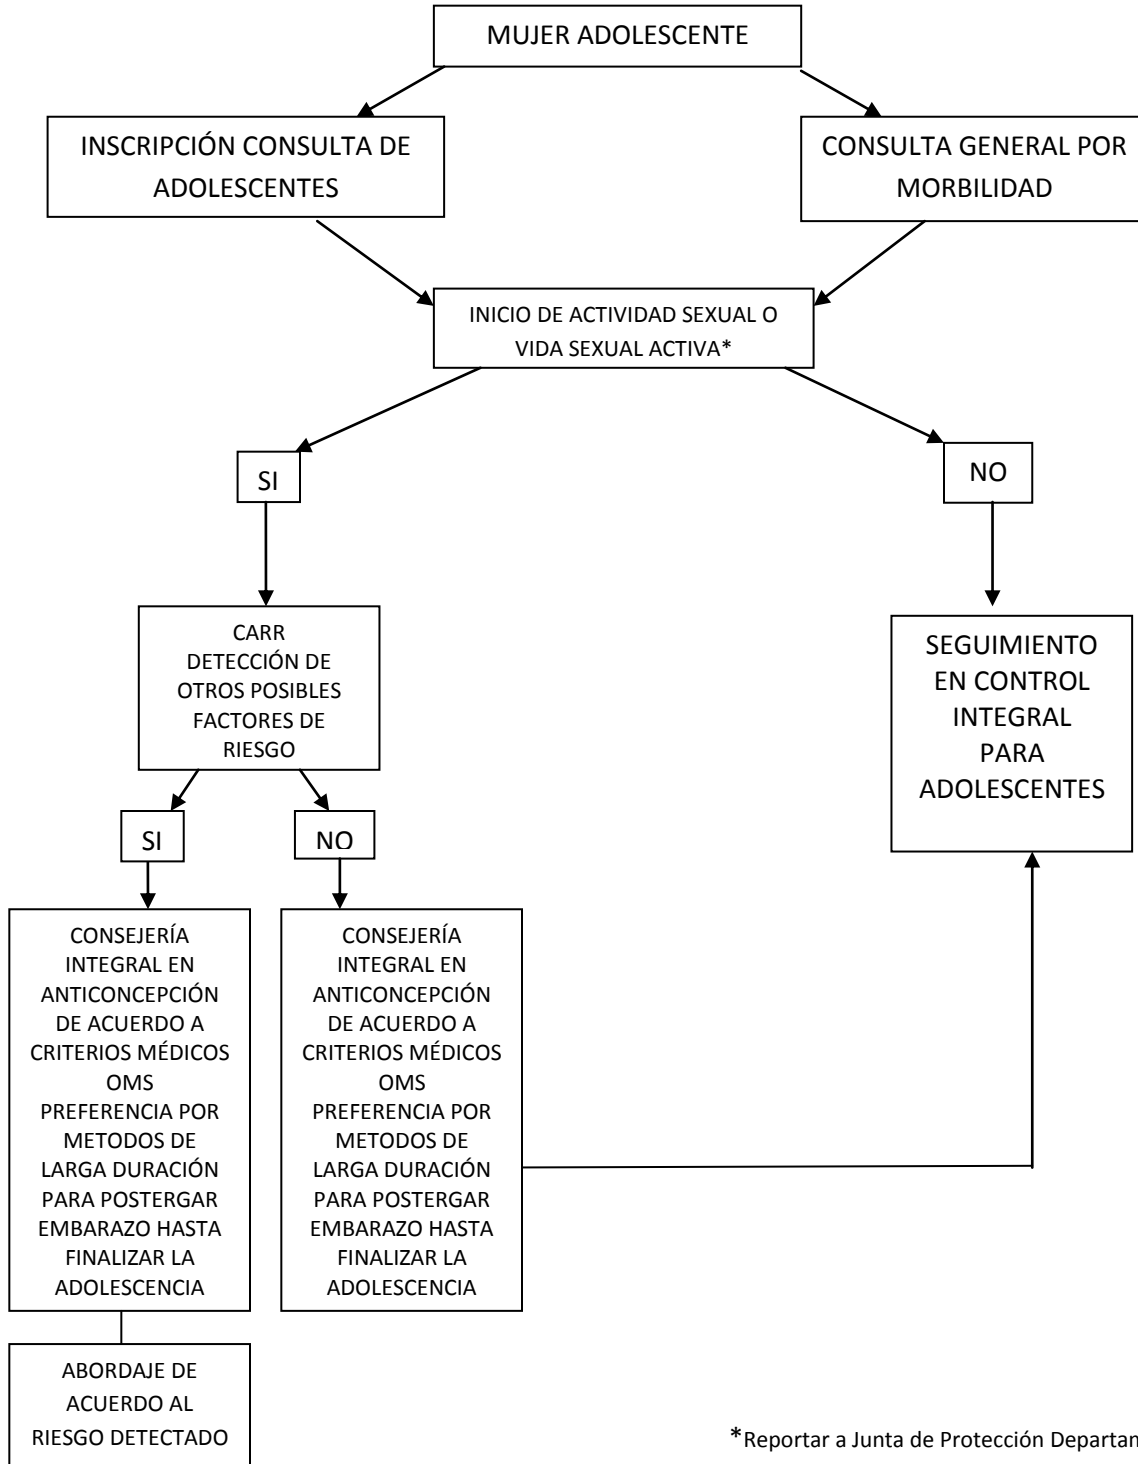 MUJER ADOLESCENTE
INSCRIPCIÓN CONSULTA DE
ADOLESCENTES
CONSULTA GENERAL POR
MORBILIDAD
INICIO DE ACTIVIDAD SEXUAL O
VIDA SEXUAL ACTIVA*
SI
NO
CARR
DETECCIÓN DE
OTROS POSIBLES
FACTORES DE
RIESGO
SEGUIMIENTO
EN CONTROL
INTEGRAL
PARA
ADOLESCENTES
SI
NO
CONSEJERÍA
INTEGRAL EN
ANTICONCEPCIÓN
DE ACUERDO A
CRITERIOS MÉDICOS
OMS
PREFERENCIA POR
METODOS DE
LARGA DURACIÓN
PARA POSTERGAR
EMBARAZO HASTA
FINALIZAR LA
ADOLESCENCIA
CONSEJERÍA
INTEGRAL EN
ANTICONCEPCIÓN
DE ACUERDO A
CRITERIOS MÉDICOS
OMS
PREFERENCIA POR
METODOS DE
LARGA DURACIÓN
PARA POSTERGAR
EMBARAZO HASTA
FINALIZAR LA
ADOLESCENCIA
ABORDAJE DE
ACUERDO AL
RIESGO DETECTADO
*Reportar a Junta de Protección